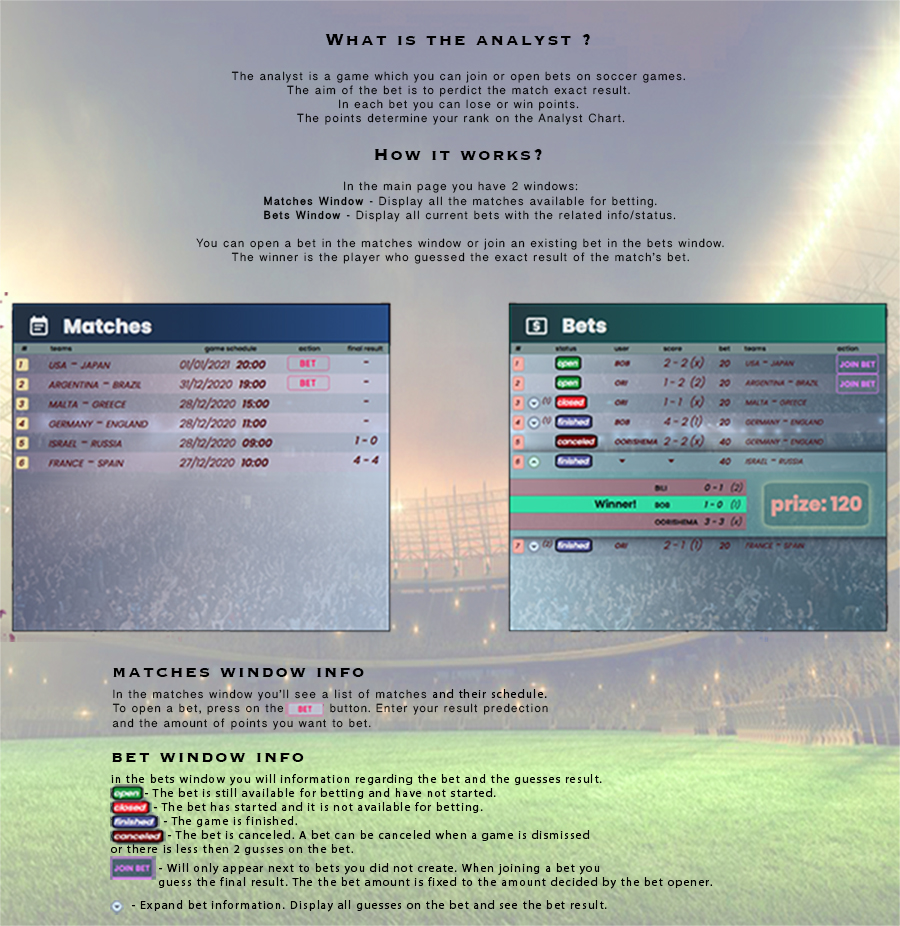 WHAT IS THE ANALYST ?
The analyst is a game which you can join or open bets on soccer games.
The aim of the bet is to perdict the match exact result.
In each bet you can lose or win points.
The points determine your rank on the Analyst Chart.
HOW IT WORKS?
In the main page you have 2 windows:
Matches Window - Display all the matches available for betting.
Bets Window - Display all current bets with the related info/status.
You can open a bet in the matches window or join an existing bet in the bets window.
The winner is the player who guessed the exact result of the match's bet.
Matches
# teams game schedule action final result
1 USA - JAPAN 01/01/2021 20:00 BET -
2 ARGENTINA - BRAZIL 31/12/2020 19:00 BET -
3 MALTA - GREECE 28/12/2020 15:00 -
4 GERMANY - ENGLAND 28/12/2020 11:00 -
5 ISRAEL - RUSSIA 28/12/2020 09:00 1 - 0
6 FRANCE - SPAIN 27/12/2020 10:00 4 - 4
$ Bets
# status user score bet teams action
1 open BOB 2 - 2 (x) 20 USA - JAPAN JOIN BET
2 open ORI 1 - 2 (2) 20 ARGENTINA - BRAZIL JOIN BET
3 (1) closed ORI 1 - 1 (x) 20 MALTA - GREECE
4 (1) finished BOB 4 - 2 (1) 20 GERMANY - ENGLAND
5 canceled OORISHEMA 2 - 2 (x) 40 GERMANY - ENGLAND
6 finished 40 ISRAEL - RUSSIA
BILI 0 - 1 (2)
Winner! BOB 1 - 0 (1)
OORISHEMA 3 - 3 (x)
prize: 120
7 (2) finished ORI 2 - 1 (1) 20 FRANCE - SPAIN
MATCHES WINDOW INFO
In the matches window you'll see a list of matches and their schedule.
To open a bet, press on the BET button. Enter your result predection
and the amount of points you want to bet.
BET WINDOW INFO
in the bets window you will information regarding the bet and the guesses result.
open - The bet is still available for betting and have not started.
closed - The bet has started and it is not available for betting.
finished - The game is finished.
canceled - The bet is canceled. A bet can be canceled when a game is dismissed
or there is less then 2 gusses on the bet.
JOIN BET - Will only appear next to bets you did not create. When joining a bet you
guess the final result. The the bet amount is fixed to the amount decided by the bet opener.
- Expand bet information. Display all guesses on the bet and see the bet result.